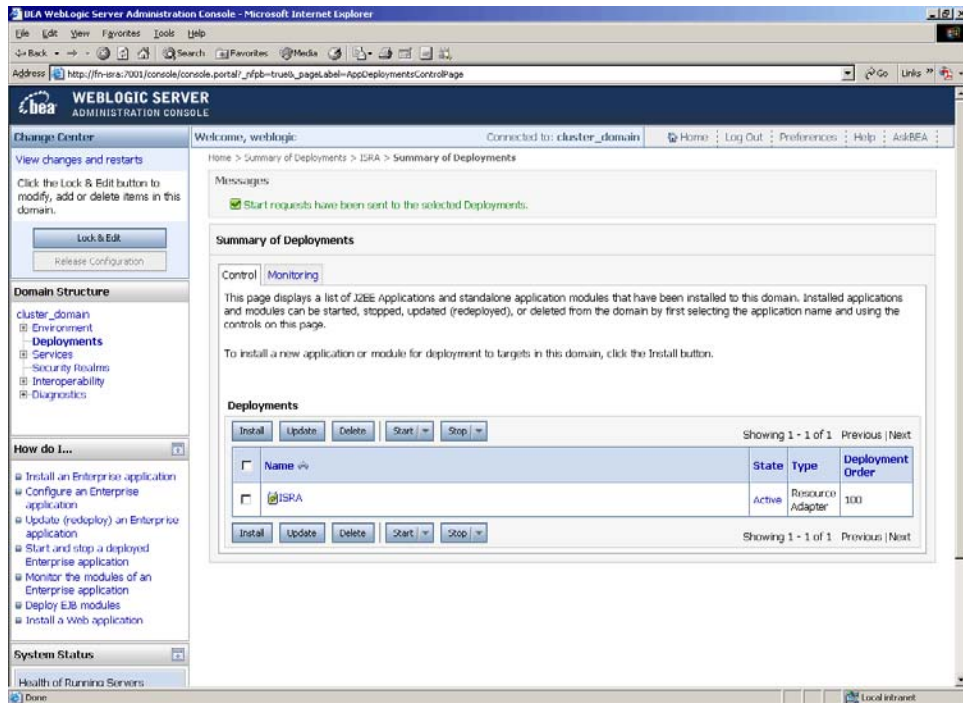 BEA WebLogic Server Administration Console - Microsoft Internet Explorer
File Edit View Favorites Tools Help
Back Search Favorites Media
Address http://fn-isra:7001/console/console.portal?_nfpb=true&_pageLabel=AppDeploymentsControlPage Go Links »
bea WEBLOGIC SERVER
ADMINISTRATION CONSOLE
Change Center
View changes and restarts
Click the Lock & Edit button to
modify, add or delete items in this
domain.
Lock & Edit
Release Configuration
Domain Structure
cluster_domain
Environment
Deployments
Services
Security Realms
Interoperability
Diagnostics
How do I...
Install an Enterprise application
Configure an Enterprise
application
Update (redeploy) an Enterprise
application
Start and stop a deployed
Enterprise application
Monitor the modules of an
Enterprise application
Deploy EJB modules
Install a Web application
System Status
Health of Running Servers
Welcome, weblogic Connected to: cluster_domain Home Log Out Preferences Help AskBEA
Home > Summary of Deployments > ISRA > Summary of Deployments
Messages
Start requests have been sent to the selected Deployments.
Summary of Deployments
Control Monitoring
This page displays a list of J2EE Applications and standalone application modules that have been installed to this domain. Installed applications
and modules can be started, stopped, updated (redeployed), or deleted from the domain by first selecting the application name and using the
controls on this page.
To install a new application or module for deployment to targets in this domain, click the Install button.
Deployments
Install Update Delete Start Stop Showing 1 - 1 of 1 Previous | Next
Name State Type Deployment Order
ISRA Active Resource Adapter 100
Install Update Delete Start Stop Showing 1 - 1 of 1 Previous | Next
Done Local intranet